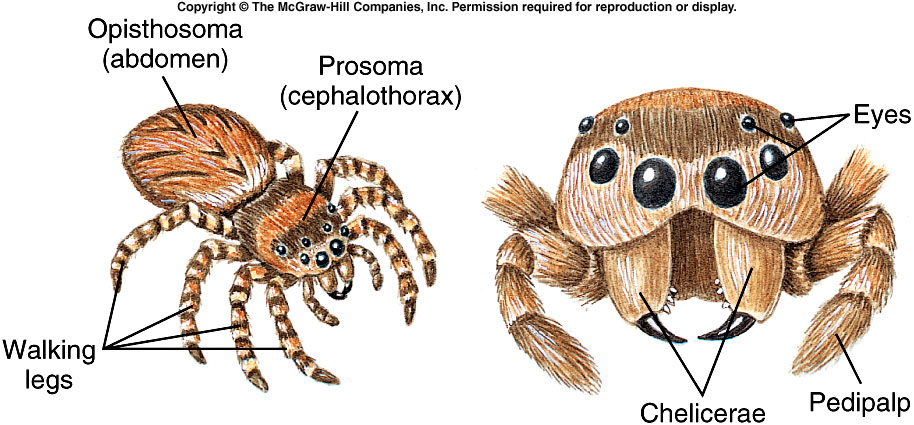 Copyright © The McGraw-Hill Companies, Inc. Permission required for reproduction or display.
Opisthosoma
(abdomen)
Prosoma
(cephalothorax)
Eyes
Walking
legs
Chelicerae
Pedipalp